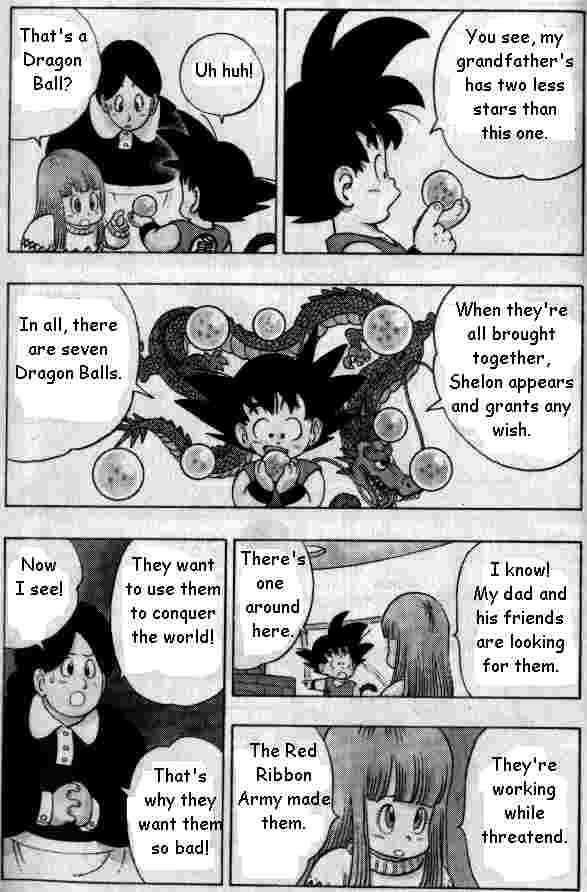 That's a
Dragon
Ball?
Uh huh!
You see, my
grandfather's
has two less
stars than
this one.
In all, there
are seven
Dragon Balls.
When they're
all brought
together,
Shelon appears
and grants any
wish.
Now
I see!
They want
to use them
to conquer
the world!
That's
why they
want them
so bad!
There's
one
around
here.
I know!
My dad and
his friends
are looking
for them.
The Red
Ribbon
Army made
them.
They're
working
while
threatend.